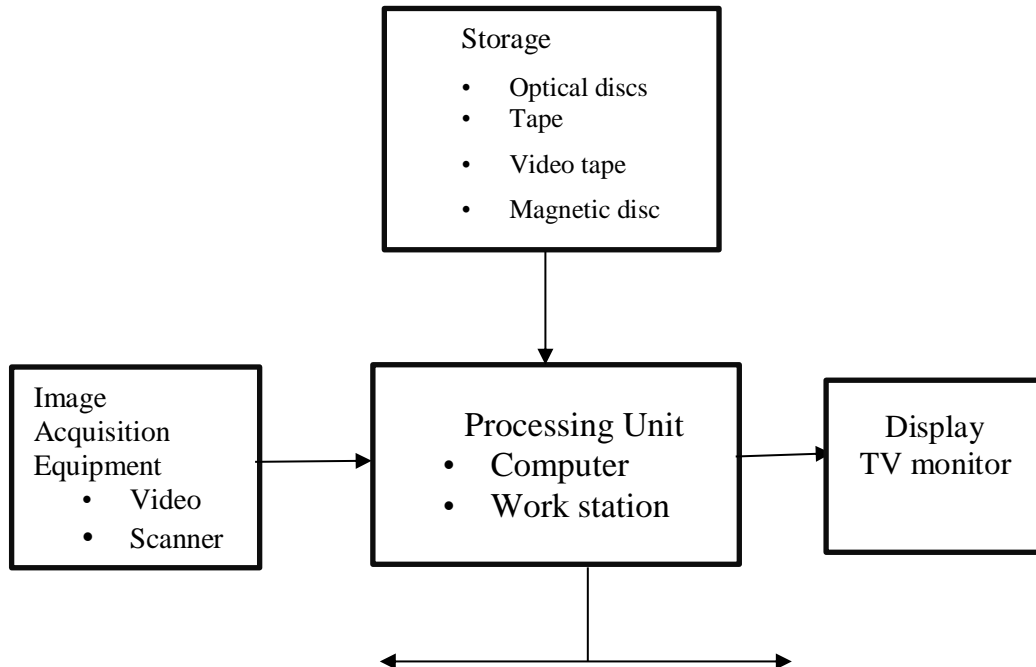 Storage
• Optical discs
• Tape
• Video tape
• Magnetic disc
Image
Acquisition
Equipment
• Video
• Scanner
Processing Unit
• Computer
• Work station
Display
TV monitor